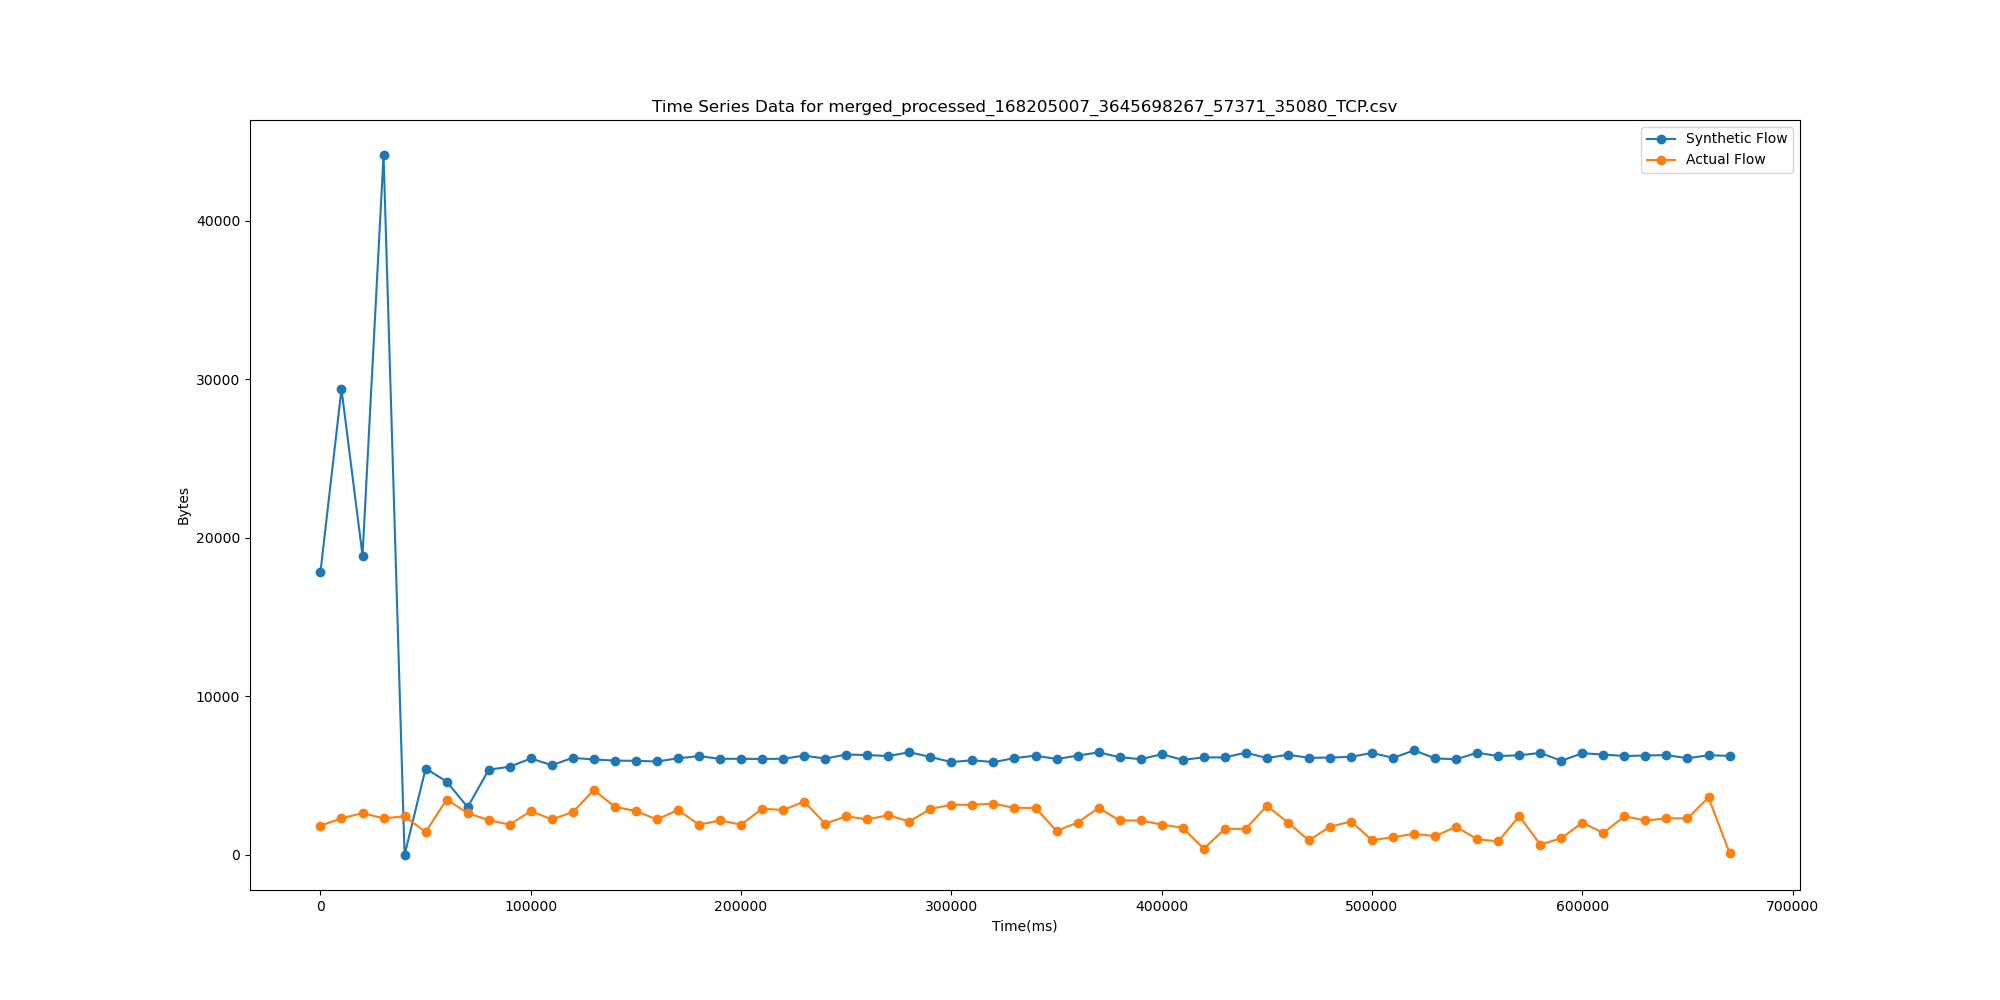 Time Series Data for merged_processed_168205007_3645698267_57371_35080_TCP.csv
Synthetic Flow
Actual Flow
40000
30000
20000
10000
0
Bytes
0 100000 200000 300000 400000 500000 600000 700000
Time(ms)